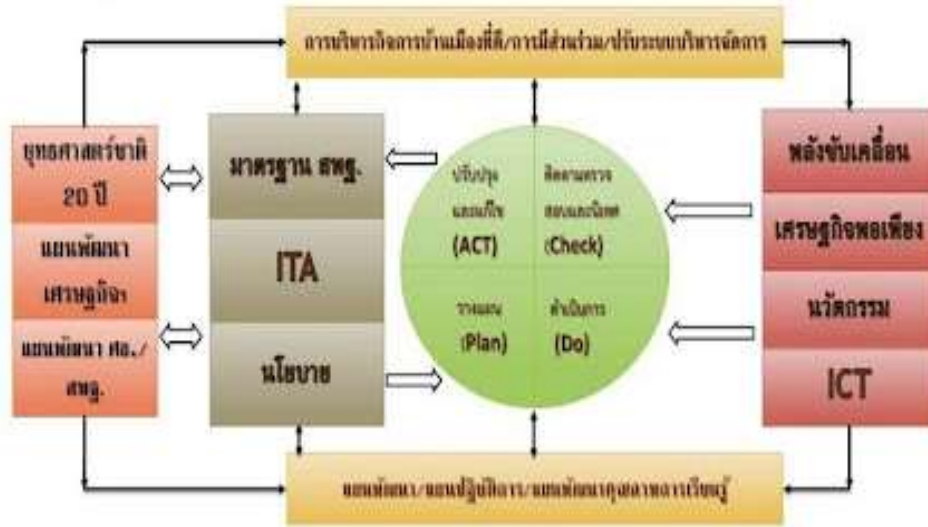 การบริหารกิจการบ้านเมืองที่ดี/การมีส่วนร่วม/ปรับระบบบริหารจัดการ
ยุทธศาสตร์ชาติ
20 ปี
แผนพัฒนา
เศรษฐกิจฯ
แผนพัฒนา ศธ./
สพฐ.
มาตรฐาน สพฐ.
ITA
นโยบาย
ปรับปรุง
และแก้ไข
(ACT)
ติดตามตรวจ
สอบและนิเทศ
(Check)
วางแผน
(Plan)
ดำเนินการ
(Do)
พลังขับเคลื่อน
เศรษฐกิจพอเพียง
นวัตกรรม
ICT
แผนพัฒนา/แผนปฏิบัติการ/แผนพัฒนาคุณภาพการเรียนรู้